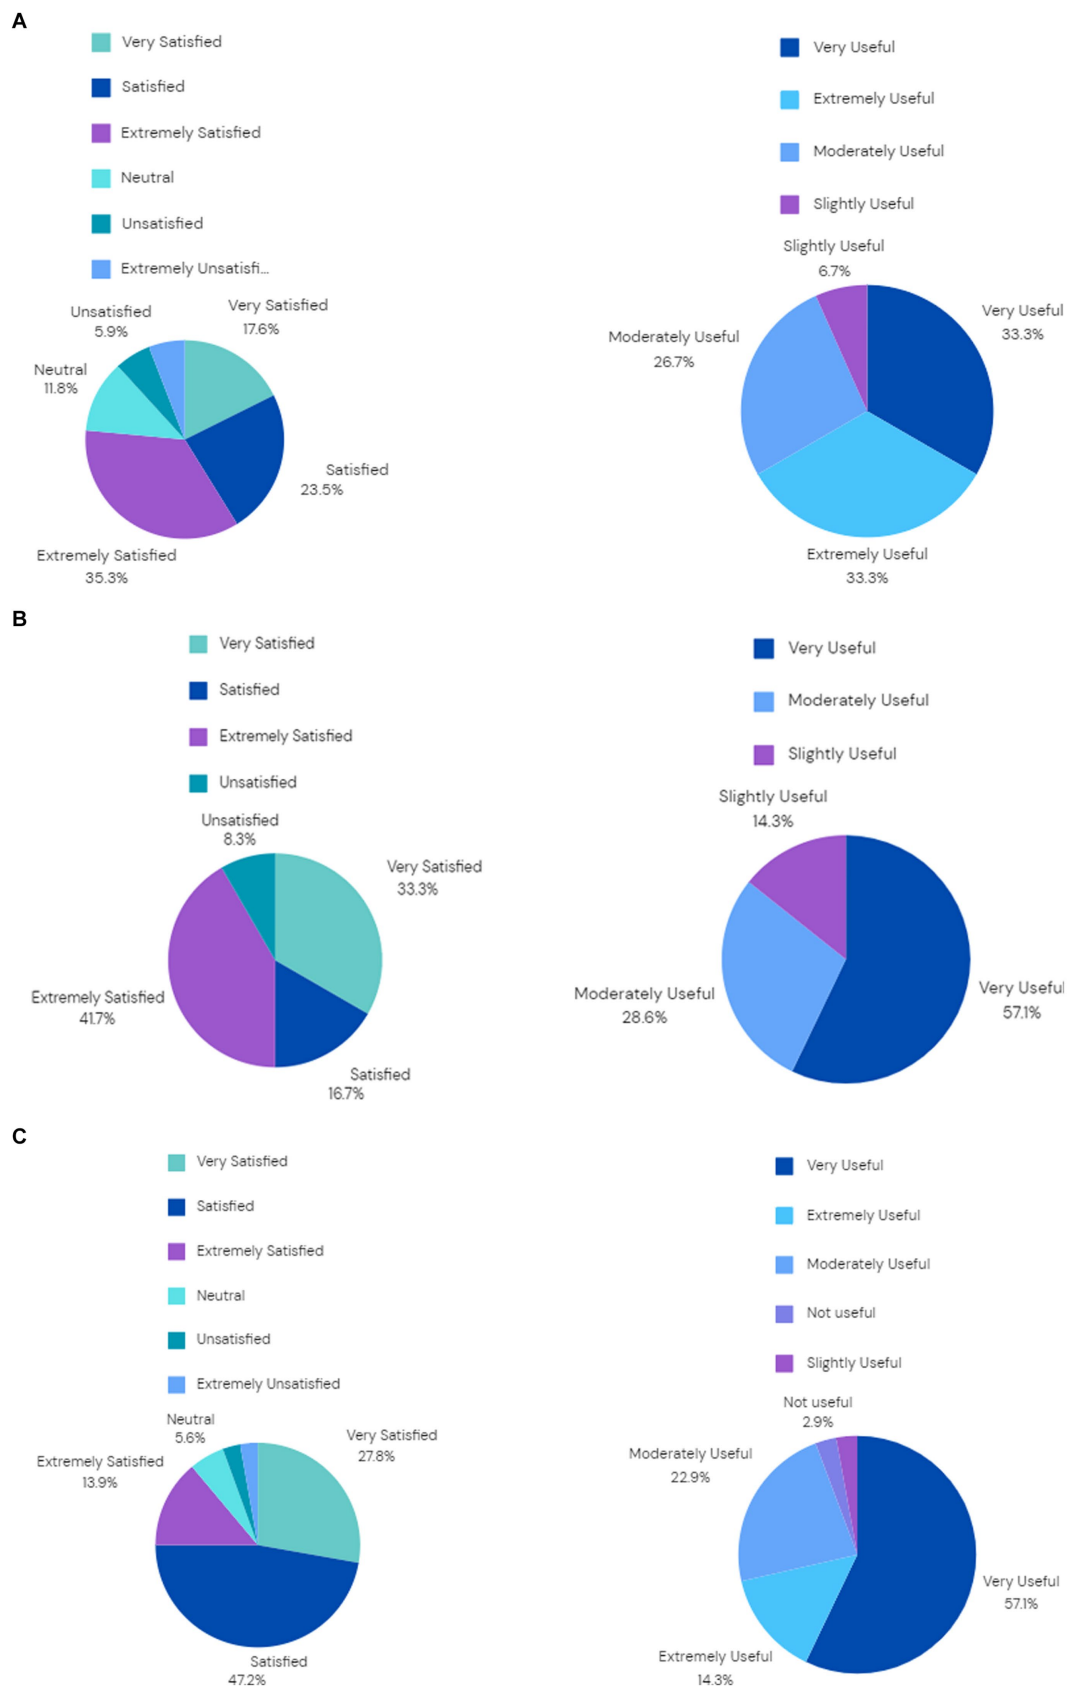 A
Very Satisfied
Satisfied
Extremely Satisfied
Neutral
Unsatisfied
Extremely Unsatisfi...
Unsatisfied
5.9%
Very Satisfied
17.6%
Neutral
11.8%
Satisfied
23.5%
Extremely Satisfied
35.3%
Very Useful
Extremely Useful
Moderately Useful
Slightly Useful
Slightly Useful
6.7%
Very Useful
33.3%
Moderately Useful
26.7%
Extremely Useful
33.3%
B
Very Satisfied
Satisfied
Extremely Satisfied
Unsatisfied
Unsatisfied
8.3%
Very Satisfied
33.3%
Extremely Satisfied
41.7%
Satisfied
16.7%
Very Useful
Moderately Useful
Slightly Useful
Slightly Useful
14.3%
Moderately Useful
28.6%
Very Useful
57.1%
C
Very Satisfied
Satisfied
Extremely Satisfied
Neutral
Unsatisfied
Extremely Unsatisfied
Neutral
5.6%
Very Satisfied
27.8%
Extremely Satisfied
13.9%
Satisfied
47.2%
Very Useful
Extremely Useful
Moderately Useful
Not useful
Slightly Useful
Not useful
2.9%
Moderately Useful
22.9%
Very Useful
57.1%
Extremely Useful
14.3%